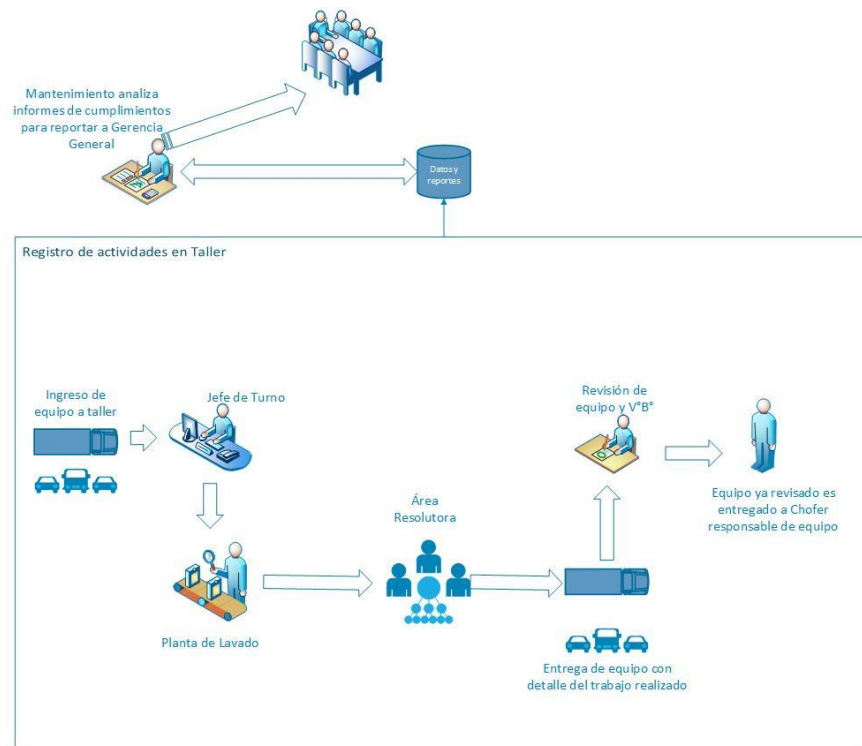 Mantenimiento analiza
informes de cumplimientos
para reportar a Gerencia
General
Datos y
reportes
Registro de actividades en Taller
Ingreso de
equipo a taller
Jefe de Turno
Revisión de
equipo y V°B°
Equipo ya revisado es
entregado a Chofer
responsable de equipo
Área
Resolutora
Planta de Lavado
Entrega de equipo con
detalle del trabajo realizado